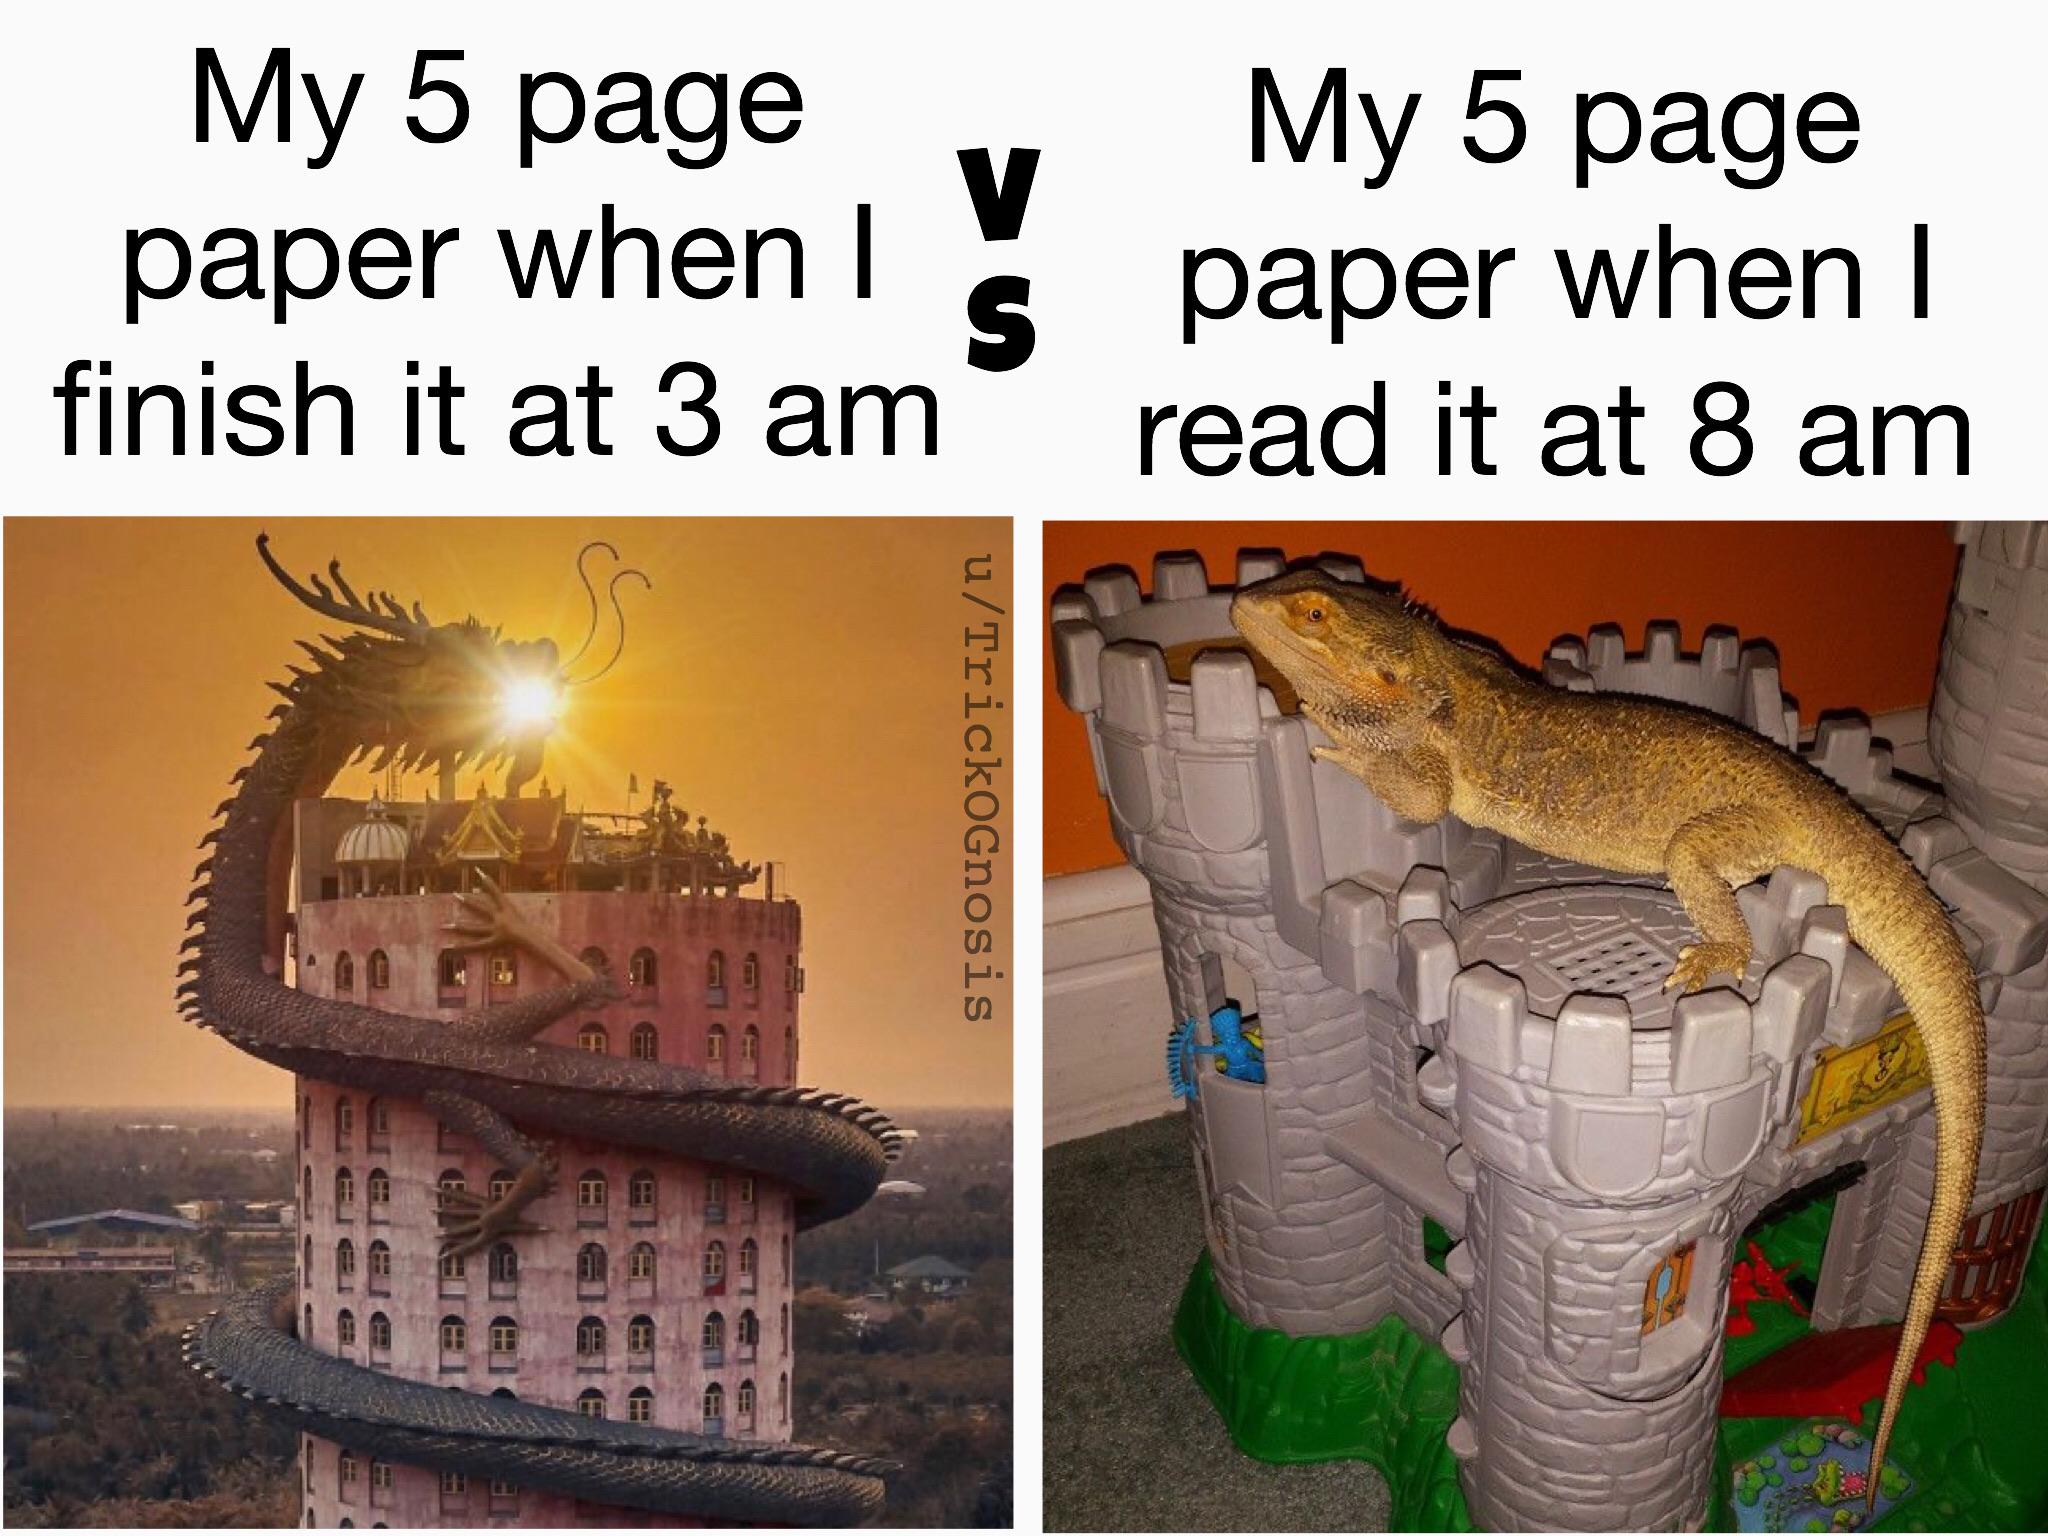 My 5 page
paper when I
finish it at 3 am
V
S
My 5 page
paper when I
read it at 8 am
u/TrickOGnosis